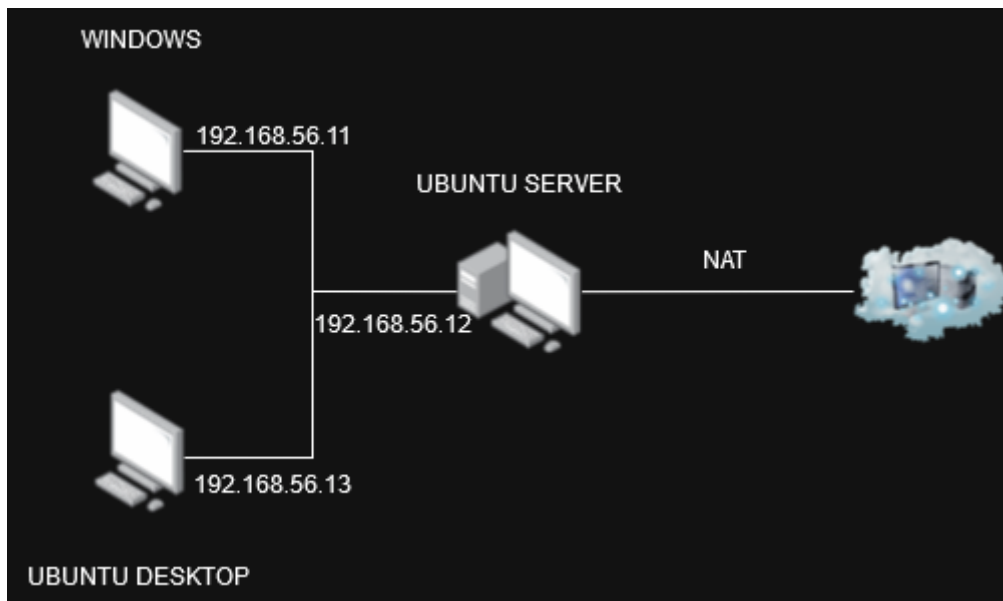 WINDOWS
192.168.56.11
UBUNTU SERVER
NAT
192.168.56.12
192.168.56.13
UBUNTU DESKTOP